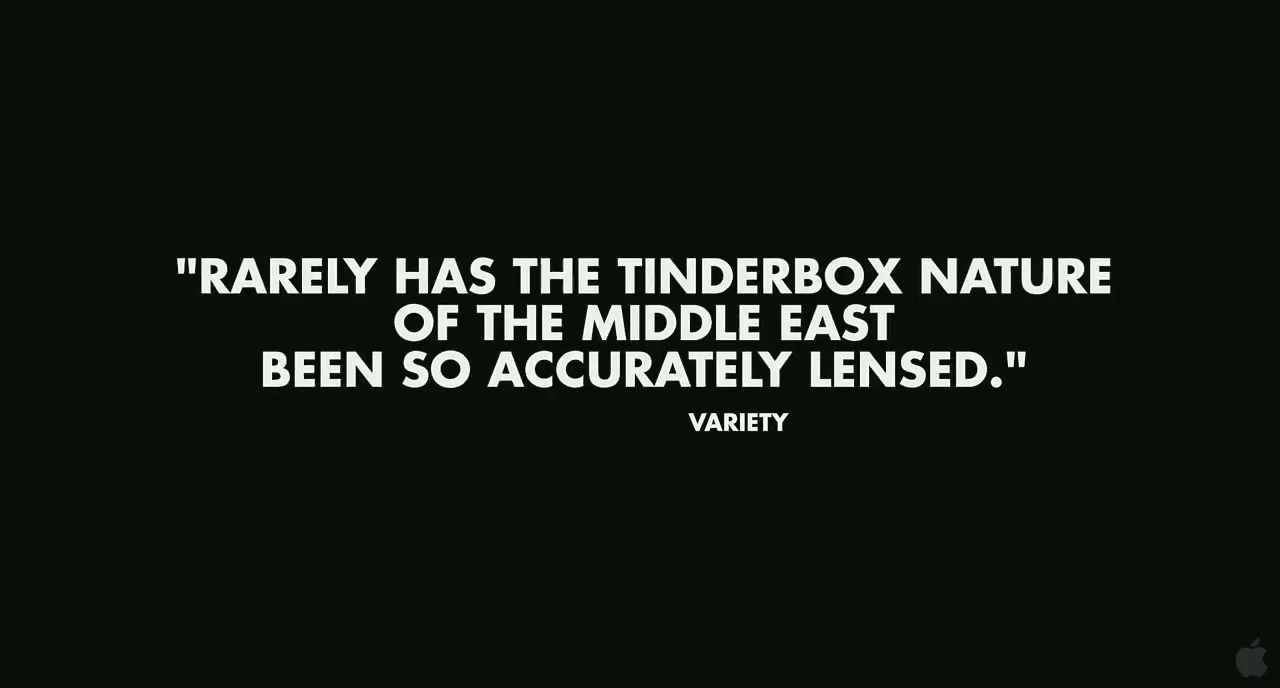 "RARELY HAS THE TINDERBOX NATURE
OF THE MIDDLE EAST
BEEN SO ACCURATELY LENSED."
VARIETY